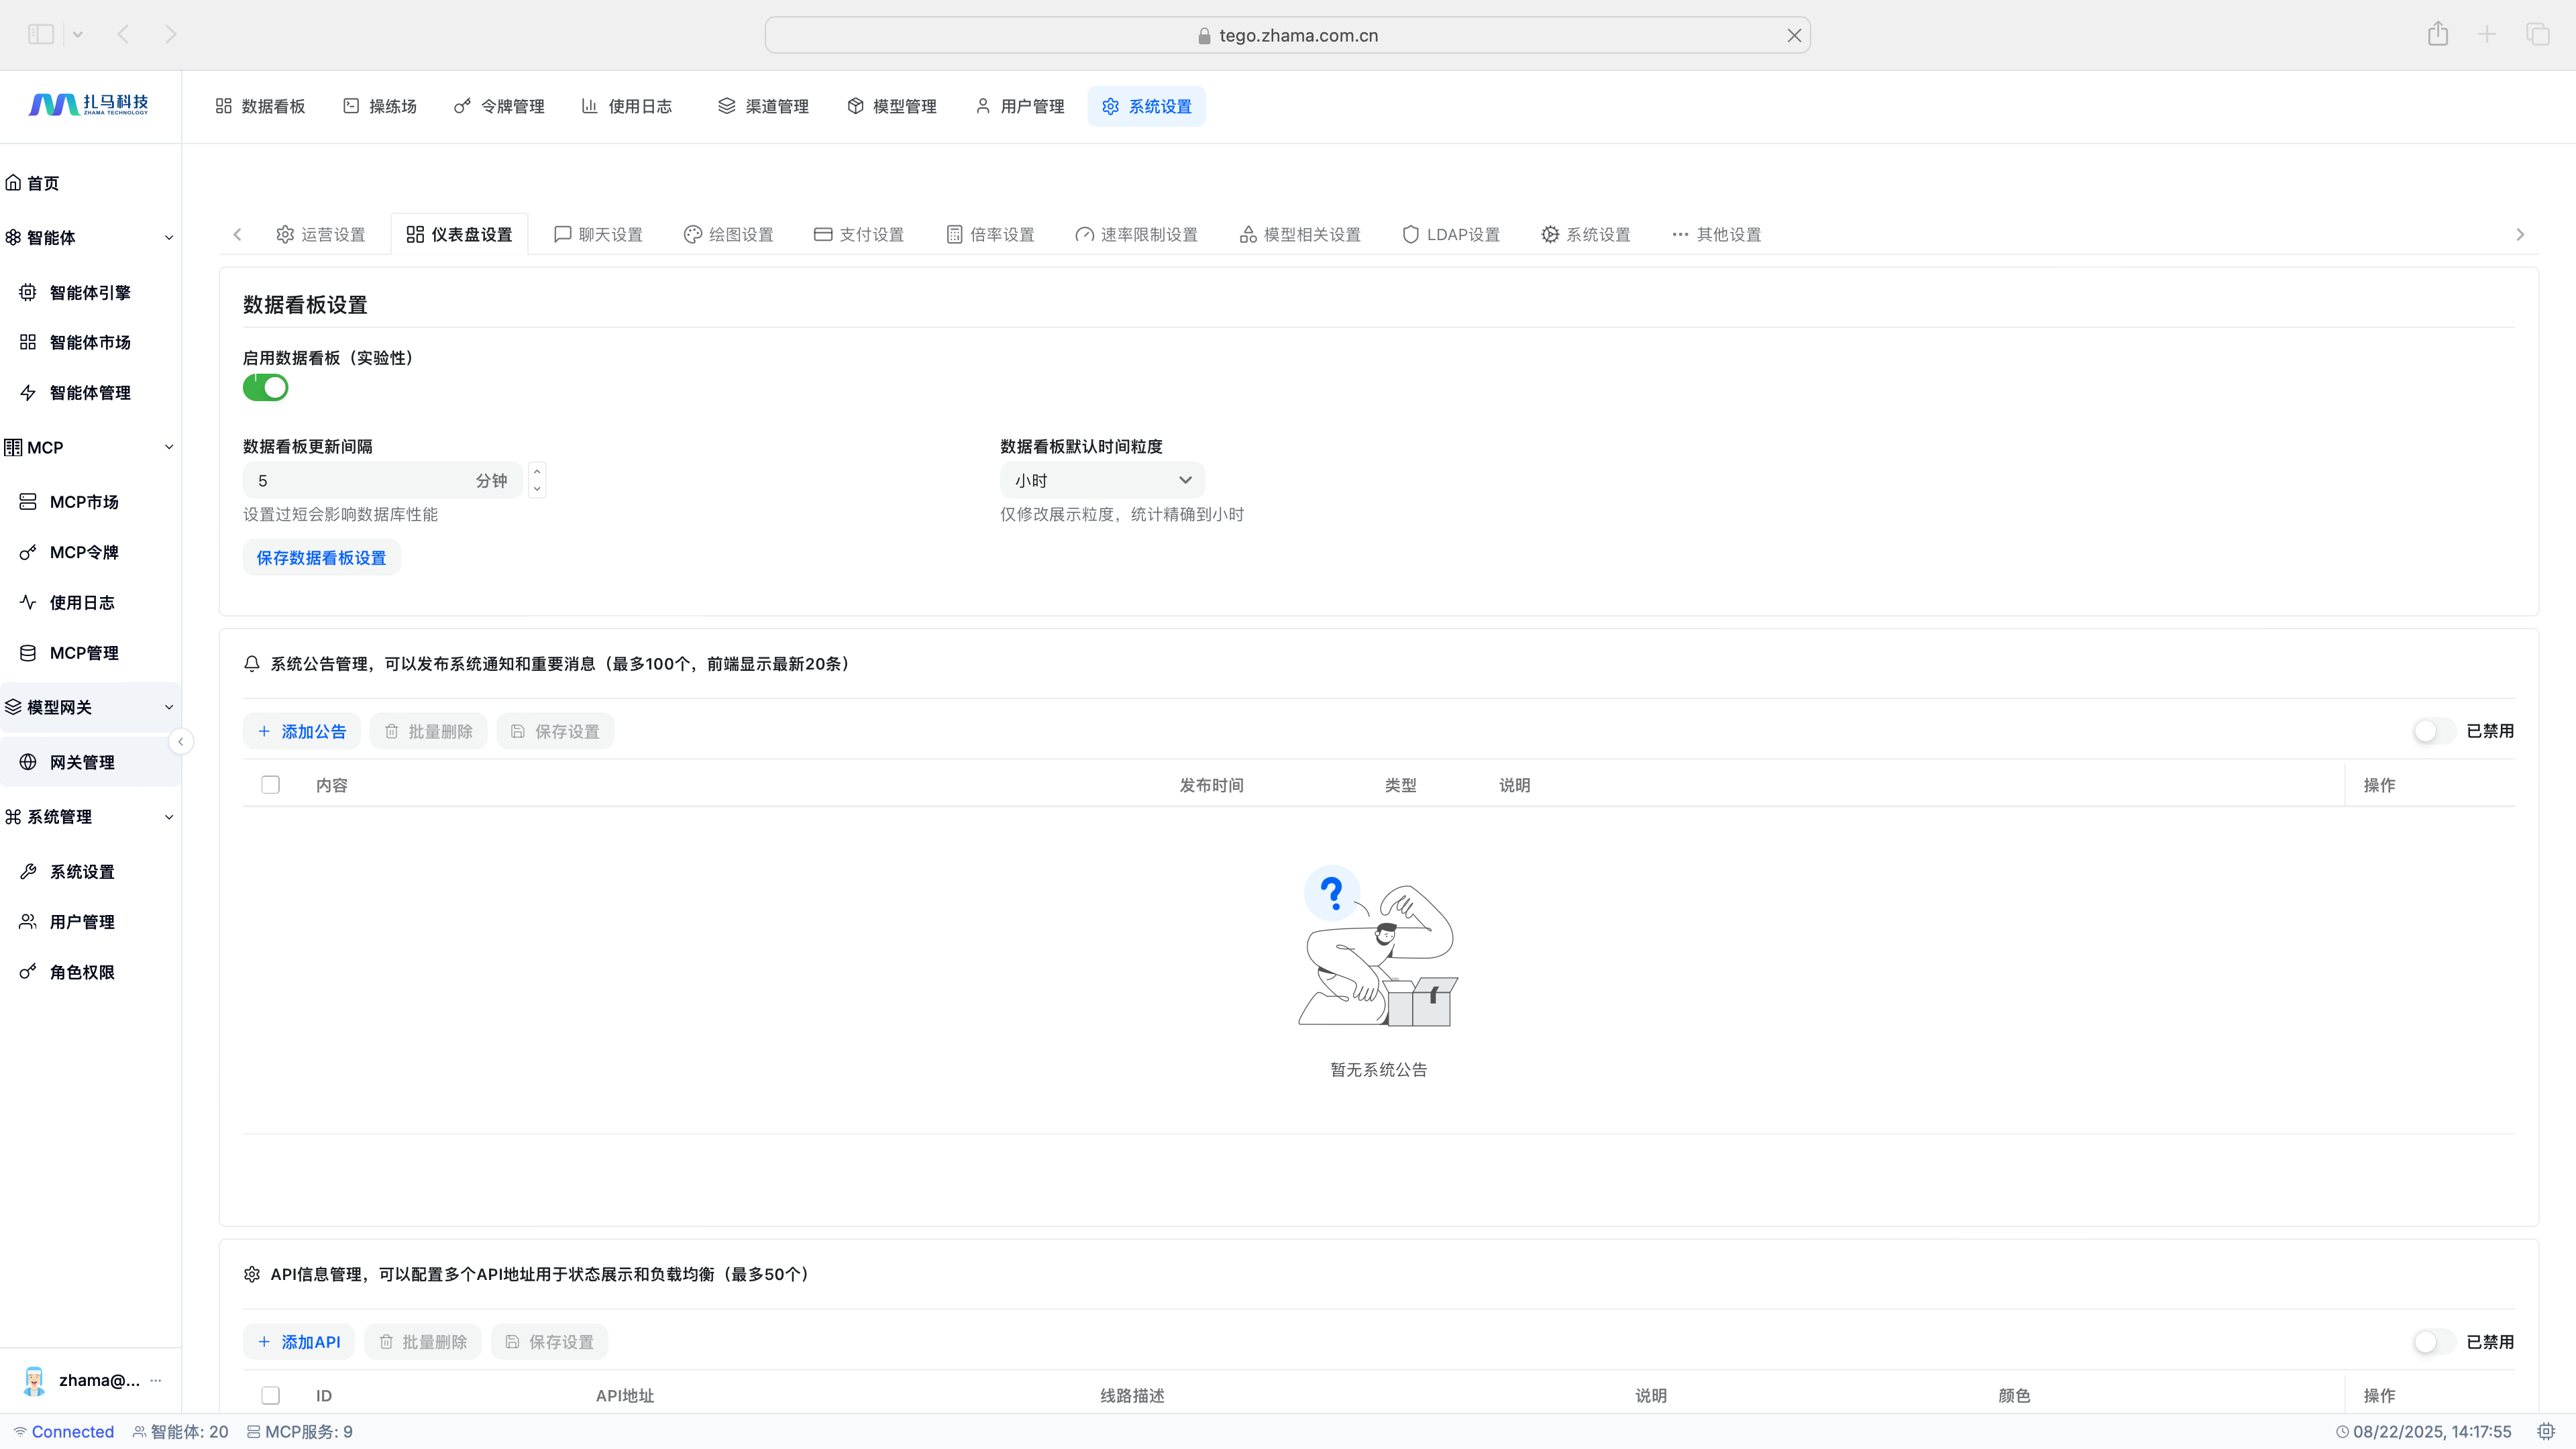 tego.zhama.com.cn
扎马科技
ZHAMA TECHNOLOGY
数据看板
操练场
令牌管理
使用日志
渠道管理
模型管理
用户管理
系统设置
首页
智能体
智能体引擎
智能体市场
智能体管理
MCP
MCP市场
MCP令牌
使用日志
MCP管理
模型网关
网关管理
系统管理
系统设置
用户管理
角色权限
zhama@... ...
运营设置
仪表盘设置
聊天设置
绘图设置
支付设置
倍率设置
速率限制设置
模型相关设置
LDAP设置
系统设置
其他设置
数据看板设置
启用数据看板（实验性）
数据看板更新间隔
5 分钟
设置过短会影响数据库性能
数据看板默认时间粒度
小时
仅修改展示粒度，统计精确到小时
保存数据看板设置
系统公告管理，可以发布系统通知和重要消息（最多100个，前端显示最新20条）
添加公告
批量删除
保存设置
已禁用
内容 发布时间 类型 说明 操作
?
暂无系统公告
API信息管理，可以配置多个API地址用于状态展示和负载均衡（最多50个）
添加API
批量删除
保存设置
已禁用
ID API地址 线路描述 说明 颜色 操作
Connected 智能体: 20 MCP服务: 9
08/22/2025, 14:17:55